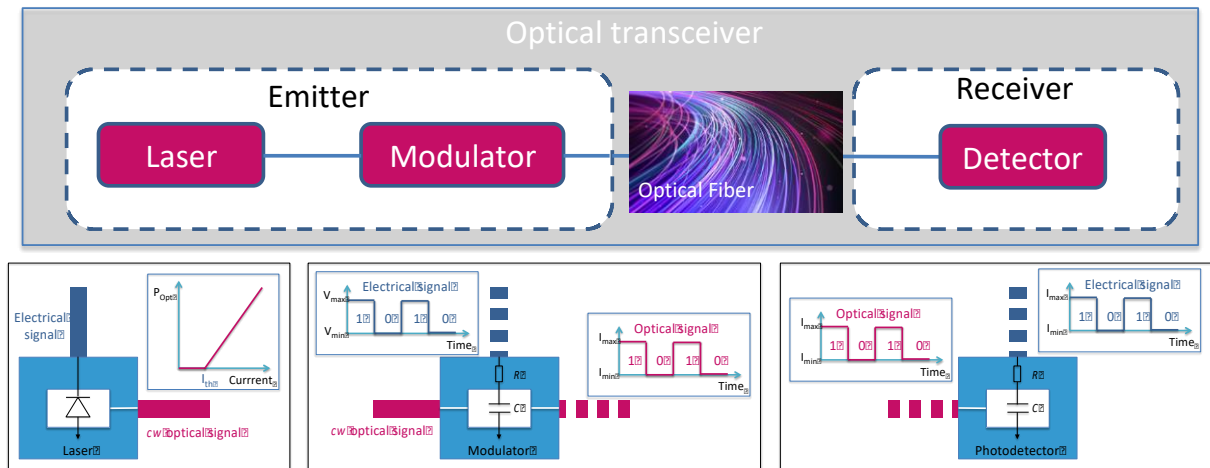 Optical transceiver
Emitter
Laser
Modulator
Optical Fiber
Receiver
Detector
Electrical
signal
P Opt
I th
Currrent
Laser
cw optical signal
V max
V min
Electrical signal
1 0 1 0
Time
R
C
cw optical signal
Modulator
Optical signal
I max
I min
1 0 1 0
Time
Optical signal
I max
I min
1 0 1 0
Time
Electrical signal
I max
I min
1 0 1 0
Time
R
C
Photodetector